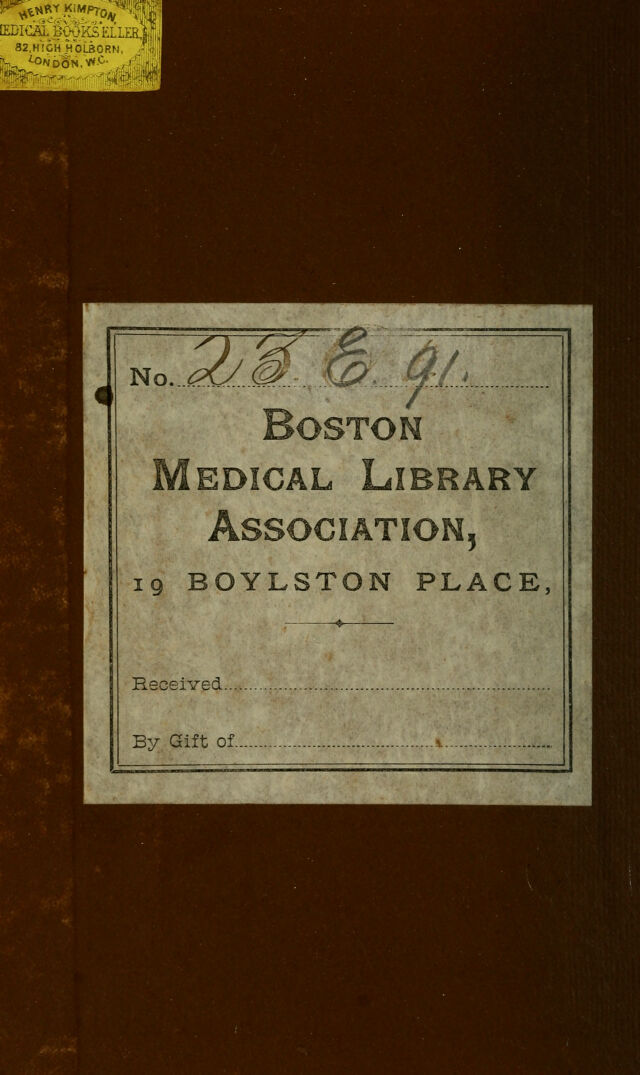 HENRY KIMPTON,
MEDICAL BOOKSELLER,
82, HIGH HOLBORN,
LONDON, W.C.
No. 23. E. 91.
BOSTON
MEDICAL LIBRARY
ASSOCIATION,
19 BOYLSTON PLACE,
Received
By Gift of